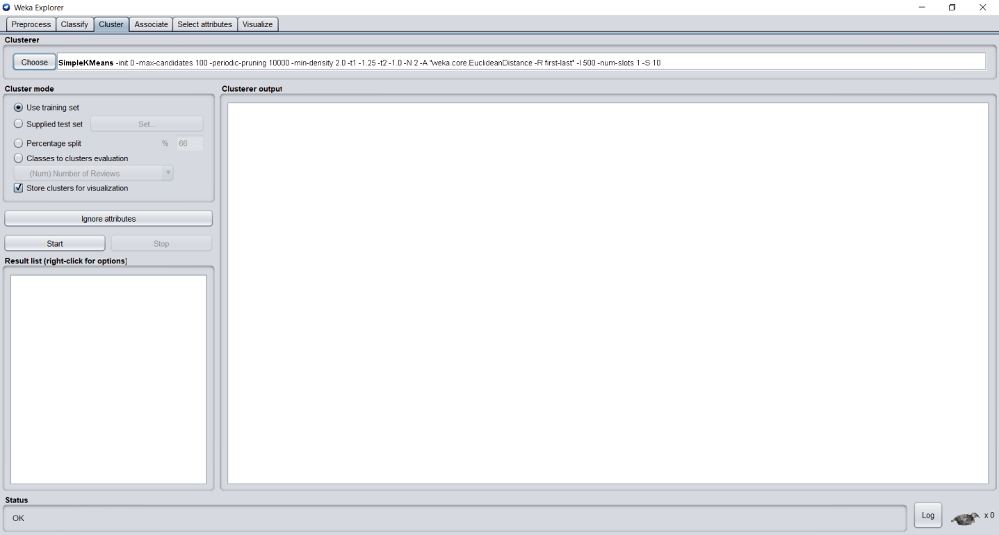 Weka Explorer
Preprocess Classify Cluster Associate Select attributes Visualize
Clusterer
Choose SimpleKMeans -init 0 -max-candidates 100 -periodic-pruning 10000 -min-density 2.0 -t1 -1.25 -t2 -1.0 -N 2 -A "weka.core.EuclideanDistance -R first-last" -I 500 -num-slots 1 -S 10
Cluster mode
Use training set
Supplied test set Set...
Percentage split % 66
Classes to clusters evaluation
(Num) Number of Reviews
Store clusters for visualization
Ignore attributes
Start Stop
Result list (right-click for options)
Clusterer output
Status
OK
Log x 0